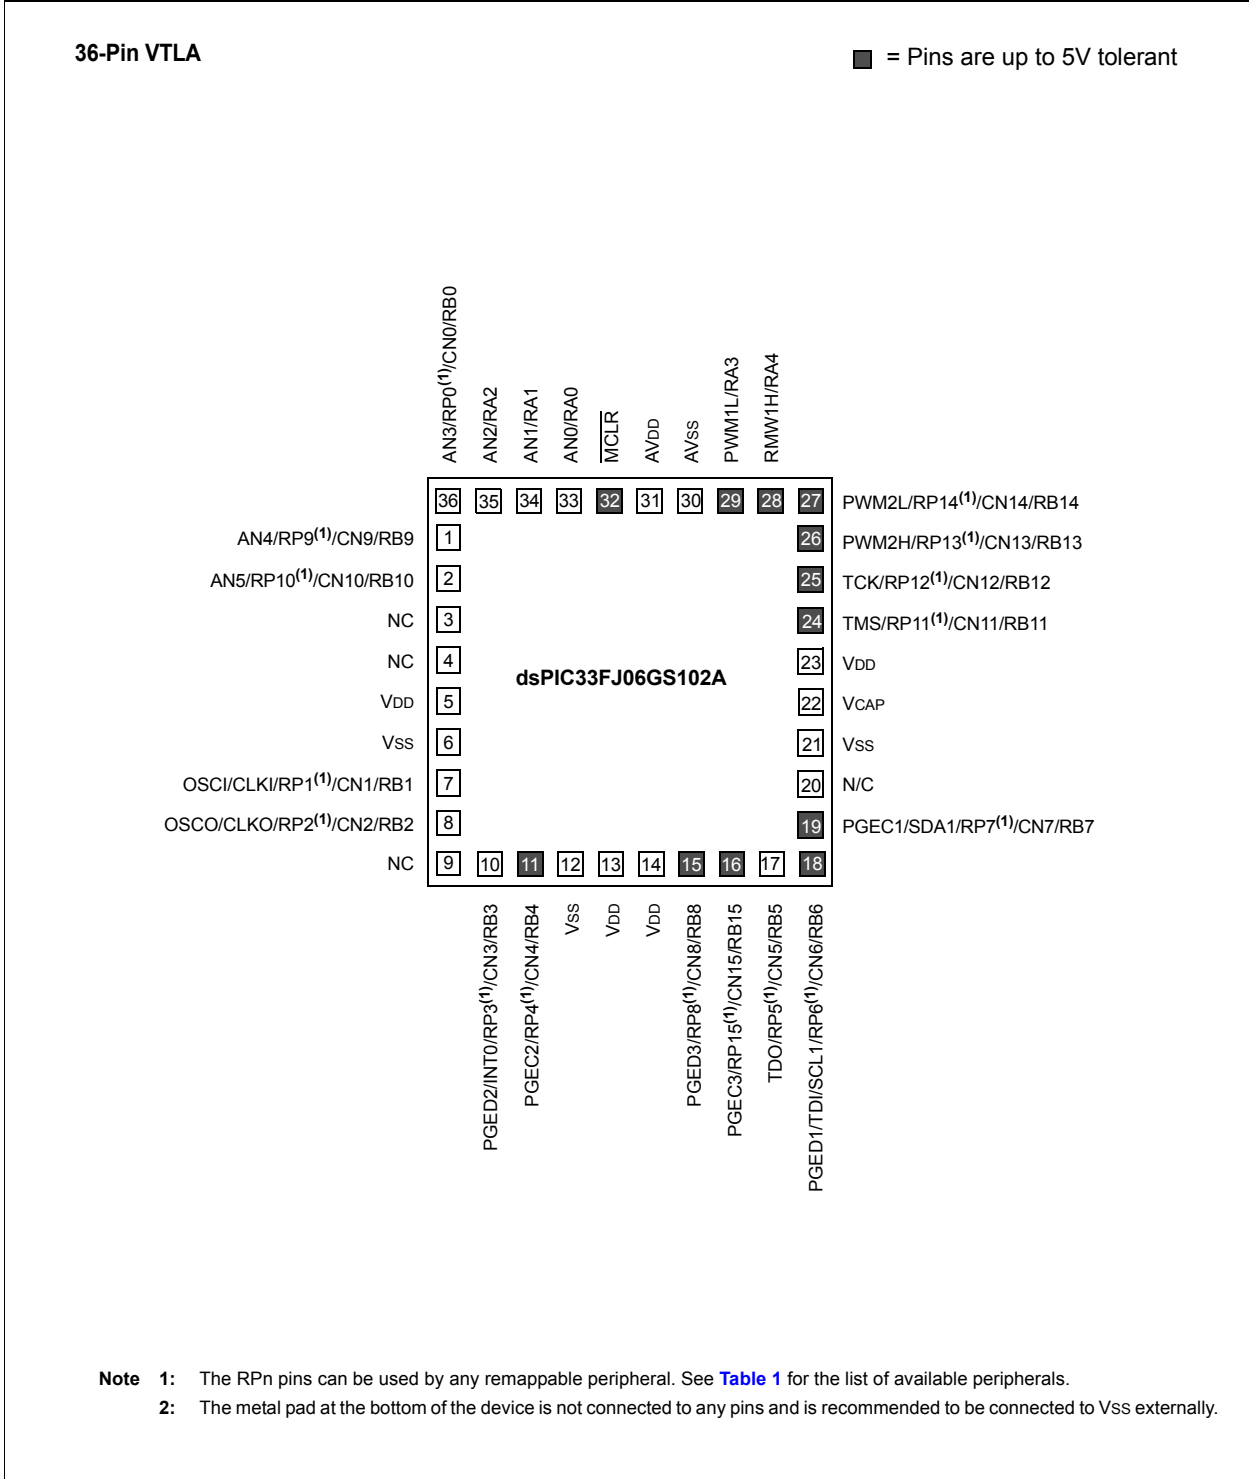 36-Pin VTLA
= Pins are up to 5V tolerant
AN3/RP0(1)/CN0/RB0
AN2/RA2
AN1/RA1
AN0/RA0
MCLR
AVDD
AVSS
PWM1L/RA3
RMW1H/RA4
36 35 34 33 32 31 30 29 28 27 PWM2L/RP14(1)/CN14/RB14
AN4/RP9(1)/CN9/RB9 1 26 PWM2H/RP13(1)/CN13/RB13
AN5/RP10(1)/CN10/RB10 2 25 TCK/RP12(1)/CN12/RB12
NC 3 24 TMS/RP11(1)/CN11/RB11
NC 4 23 VDD
dsPIC33FJ06GS102A
VDD 5 22 VCAP
VSS 6 21 VSS
OSCI/CLKI/RP1(1)/CN1/RB1 7 20 N/C
OSCO/CLKO/RP2(1)/CN2/RB2 8 19 PGEC1/SDA1/RP7(1)/CN7/RB7
NC 9 10 11 12 13 14 15 16 17 18
PGED2/INT0/RP3(1)/CN3/RB3
PGEC2/RP4(1)/CN4/RB4
VSS
VDD
VDD
PGED3/RP8(1)/CN8/RB8
PGEC3/RP15(1)/CN15/RB15
TDO/RP5(1)/CN5/RB5
PGED1/TDI/SCL1/RP6(1)/CN6/RB6
Note 1: The RPn pins can be used by any remappable peripheral. See Table 1 for the list of available peripherals.
2: The metal pad at the bottom of the device is not connected to any pins and is recommended to be connected to VSS externally.